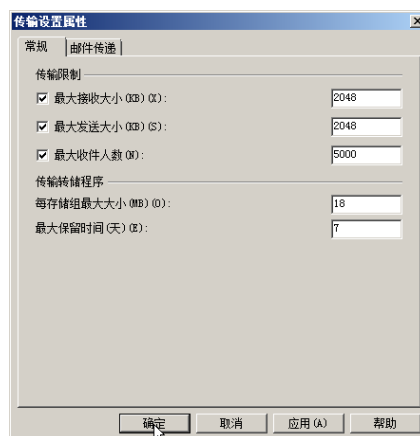 传输设置属性
常规 邮件传递
传输限制
最大接收大小(KB)(X): 2048
最大发送大小(KB)(S): 2048
最大收件人数(N): 5000
传输转储程序
每存储组最大大小(MB)(O): 18
最大保留时间(天)(E): 7
确定 取消 应用(A) 帮助